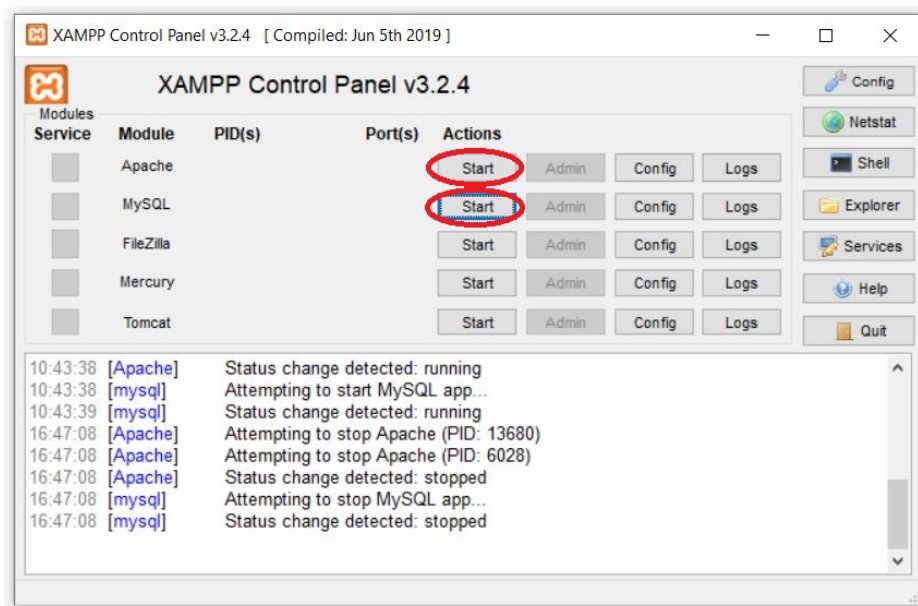 XAMPP Control Panel v3.2.4 [ Compiled: Jun 5th 2019 ]
XAMPP Control Panel v3.2.4
Config
Modules
Service Module PID(s) Port(s) Actions
Netstat
Apache Start Admin Config Logs
Shell
MySQL Start Admin Config Logs
Explorer
FileZilla Start Admin Config Logs
Services
Mercury Start Admin Config Logs
Help
Tomcat Start Admin Config Logs
Quit
10:43:38 [Apache] Status change detected: running
10:43:38 [mysql] Attempting to start MySQL app...
10:43:39 [mysql] Status change detected: running
16:47:08 [Apache] Attempting to stop Apache (PID: 13680)
16:47:08 [Apache] Attempting to stop Apache (PID: 6028)
16:47:08 [Apache] Status change detected: stopped
16:47:08 [mysql] Attempting to stop MySQL app...
16:47:08 [mysql] Status change detected: stopped